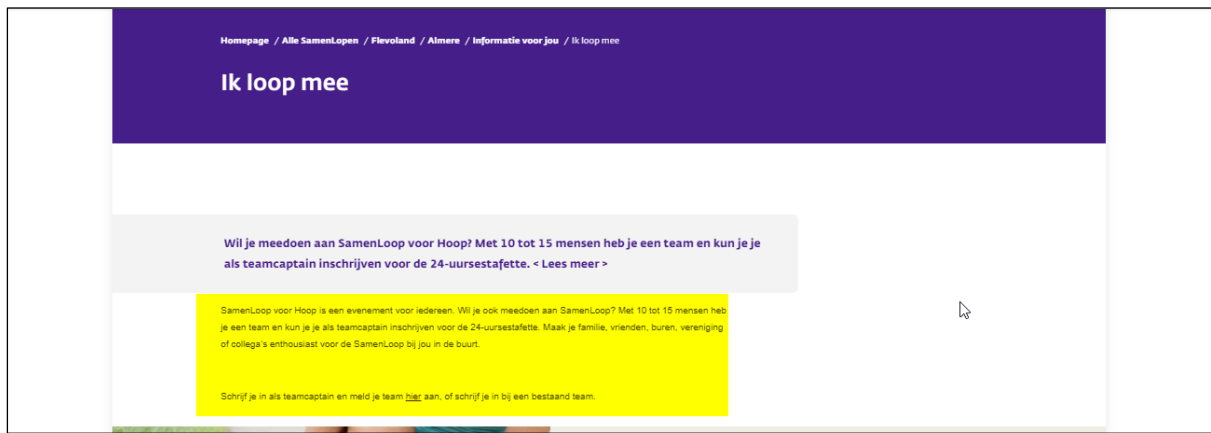 Homepage / Alle SamenLopen / Flevoland / Almere / Informatie voor jou / Ik loop mee
Ik loop mee
Wil je meedoen aan SamenLoop voor Hoop? Met 10 tot 15 mensen heb je een team en kun je je
als teamcaptain inschrijven voor de 24-uursestafette. < Lees meer >
SamenLoop voor Hoop is een evenement voor iedereen. Wil je ook meedoen aan SamenLoop? Met 10 tot 15 mensen heb
je een team en kun je je als teamcaptain inschrijven voor de 24-uursestafette. Maak je familie, vrienden, buren, vereniging
of collega's enthousiast voor de SamenLoop bij jou in de buurt.
Schrijf je in als teamcaptain en meld je team hier aan, of schrijf je in bij een bestaand team.